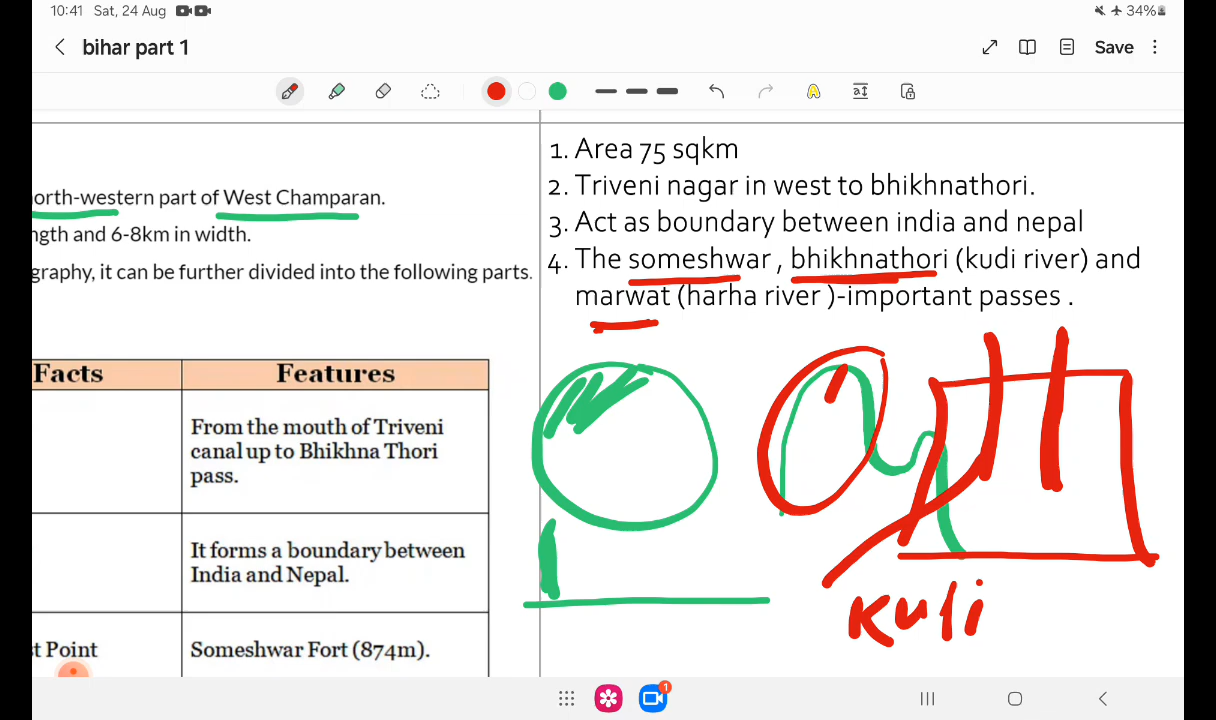 10:41 Sat, 24 Aug
34%
bihar part 1
Save
orth-western part of West Champaran.
ngth and 6-8km in width.
graphy, it can be further divided into the following parts.
Facts Features
From the mouth of Triveni
canal up to Bhikhna Thori
pass.
It forms a boundary between
India and Nepal.
t Point Someshwar Fort (874m).
1. Area 75 sqkm
2. Triveni nagar in west to bhikhnathori.
3. Act as boundary between india and nepal
4. The someshwar , bhikhnathori (kudi river) and
marwat (harha river )-important passes .
Kudi
1